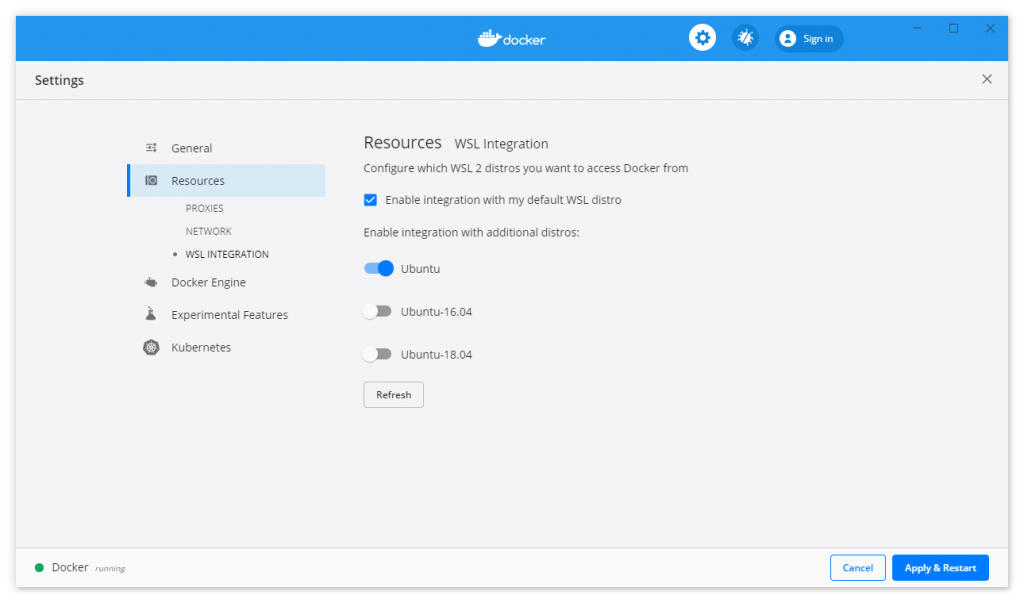 docker
Sign in
Settings
General
Resources
PROXIES
NETWORK
WSL INTEGRATION
Docker Engine
Experimental Features
Kubernetes
Resources WSL Integration
Configure which WSL 2 distros you want to access Docker from
Enable integration with my default WSL distro
Enable integration with additional distros:
Ubuntu
Ubuntu-16.04
Ubuntu-18.04
Refresh
Docker running
Cancel
Apply & Restart